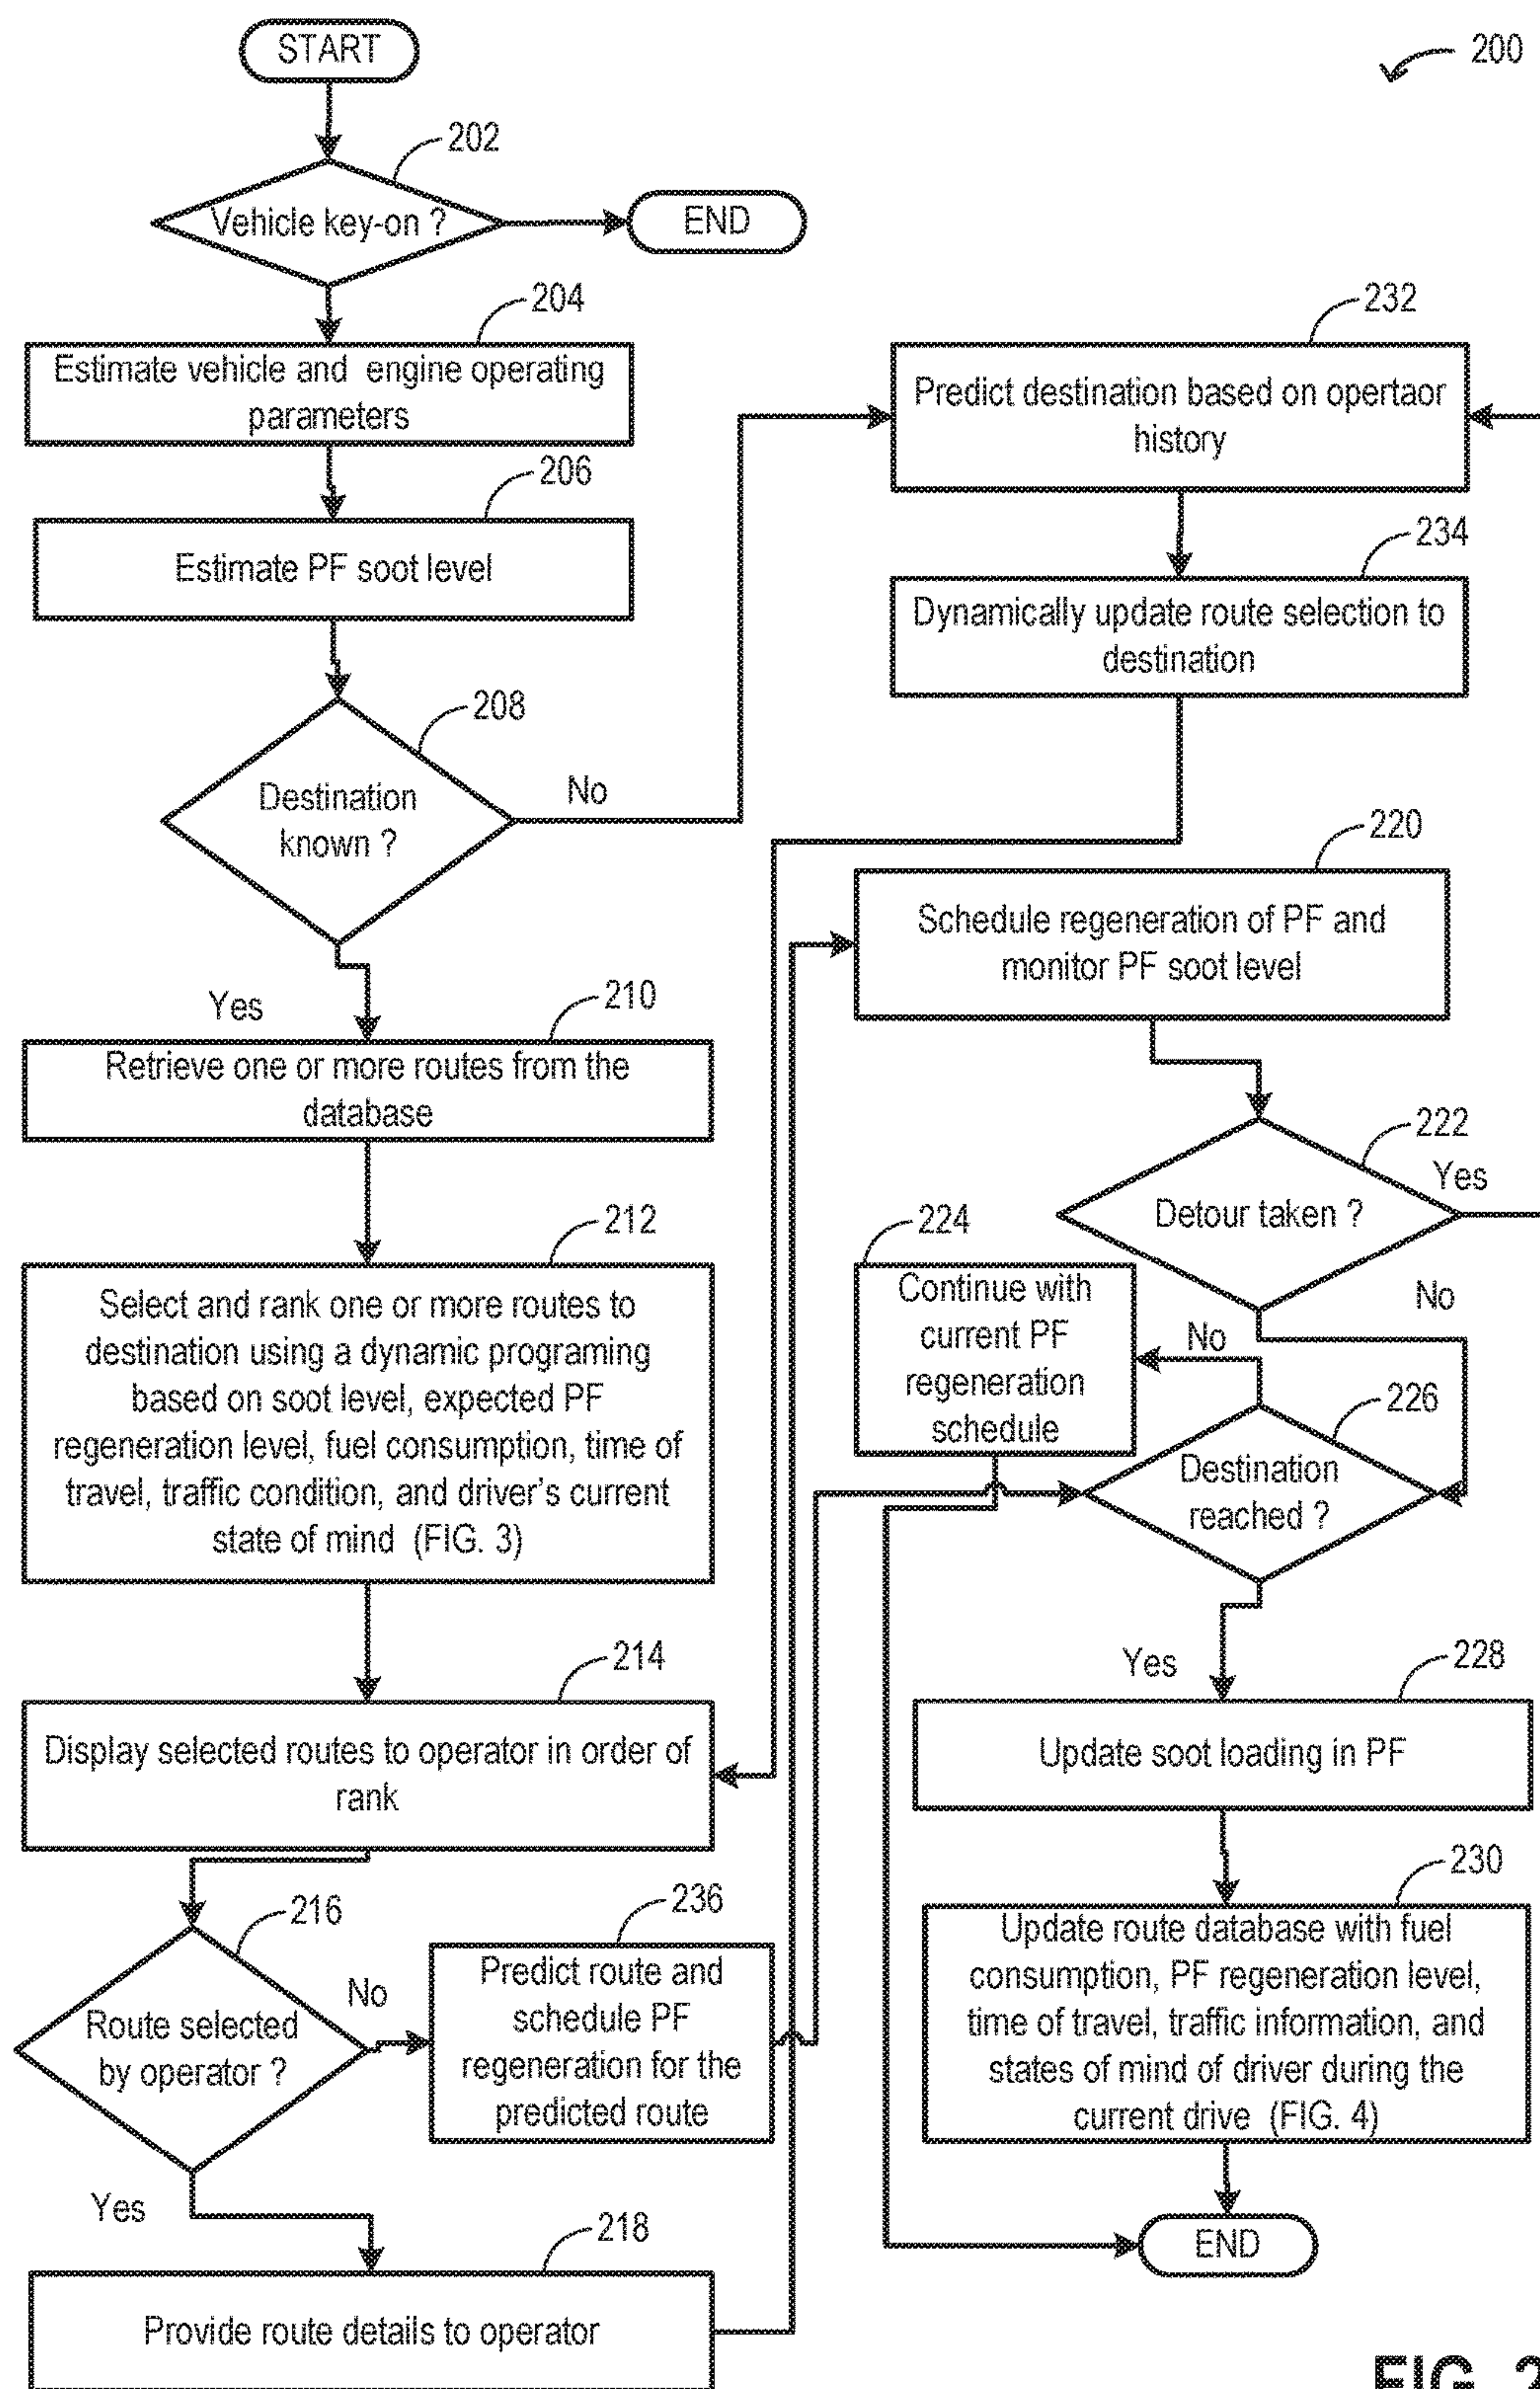 START
200
202
Vehicle key-on ?
END
204
Estimate vehicle and engine operating
parameters
206
Estimate PF soot level
208
Destination
known ?
No
Yes
210
Retrieve one or more routes from the
database
212
Select and rank one or more routes to
destination using a dynamic programing
based on soot level, expected PF
regeneration level, fuel consumption, time of
travel, traffic condition, and driver's current
state of mind (FIG. 3)
214
Display selected routes to operator in order of
rank
216
Route selected
by operator ?
No
236
Predict route and
schedule PF
regeneration for the
predicted route
Yes
218
Provide route details to operator
232
Predict destination based on opertaor
history
234
Dynamically update route selection to
destination
220
Schedule regeneration of PF and
monitor PF soot level
222
Detour taken ?
Yes
No
224
Continue with
current PF
regeneration
schedule
No
226
Destination
reached ?
Yes
228
Update soot loading in PF
230
Update route database with fuel
consumption, PF regeneration level,
time of travel, traffic information, and
states of mind of driver during the
current drive (FIG. 4)
END
FIG. 2